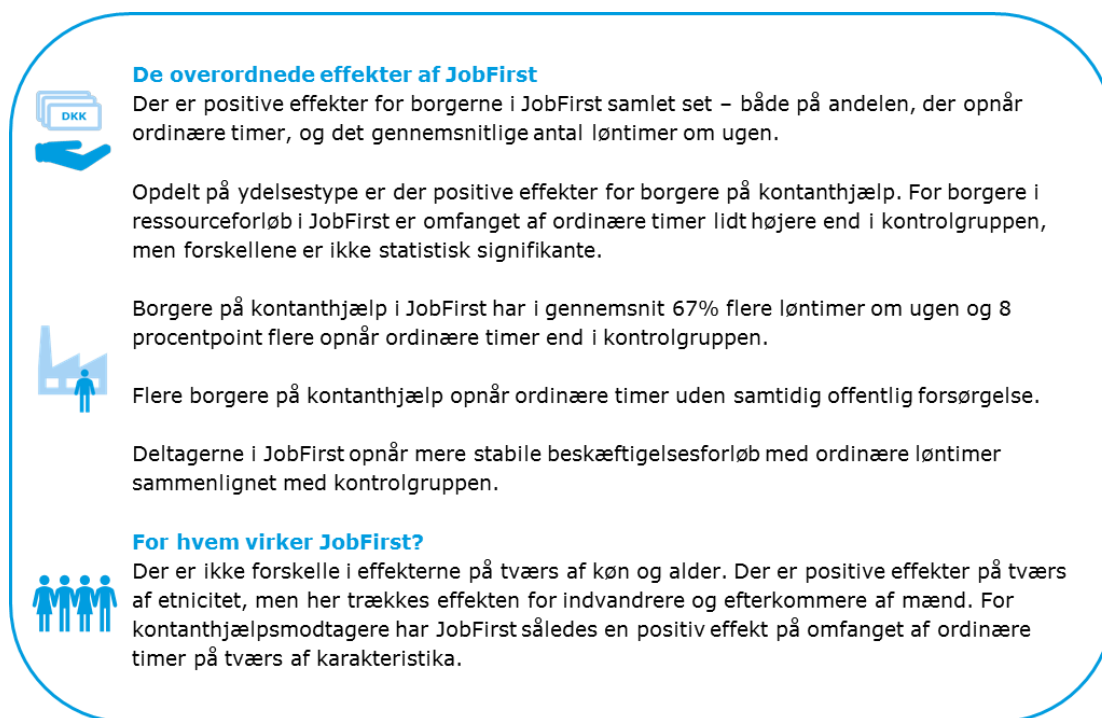 De overordnede effekter af JobFirst
DKK
Der er positive effekter for borgerne i JobFirst samlet set – både på andelen, der opnår
ordinære timer, og det gennemsnitlige antal løntimer om ugen.
Opdelt på ydelsestype er der positive effekter for borgere på kontanthjælp. For borgere i
ressourceforløb i JobFirst er omfanget af ordinære timer lidt højere end i kontrolgruppen,
men forskellene er ikke statistisk signifikante.
Borgere på kontanthjælp i JobFirst har i gennemsnit 67% flere løntimer om ugen og 8
procentpoint flere opnår ordinære timer end i kontrolgruppen.
Flere borgere på kontanthjælp opnår ordinære timer uden samtidig offentlig forsørgelse.
Deltagerne i JobFirst opnår mere stabile beskæftigelsesforløb med ordinære løntimer
sammenlignet med kontrolgruppen.
For hvem virker JobFirst?
Der er ikke forskelle i effekterne på tværs af køn og alder. Der er positive effekter på tværs
af etnicitet, men her trækkes effekten for indvandrere og efterkommere af mænd. For
kontanthjælpsmodtagere har JobFirst således en positiv effekt på omfanget af ordinære
timer på tværs af karakteristika.